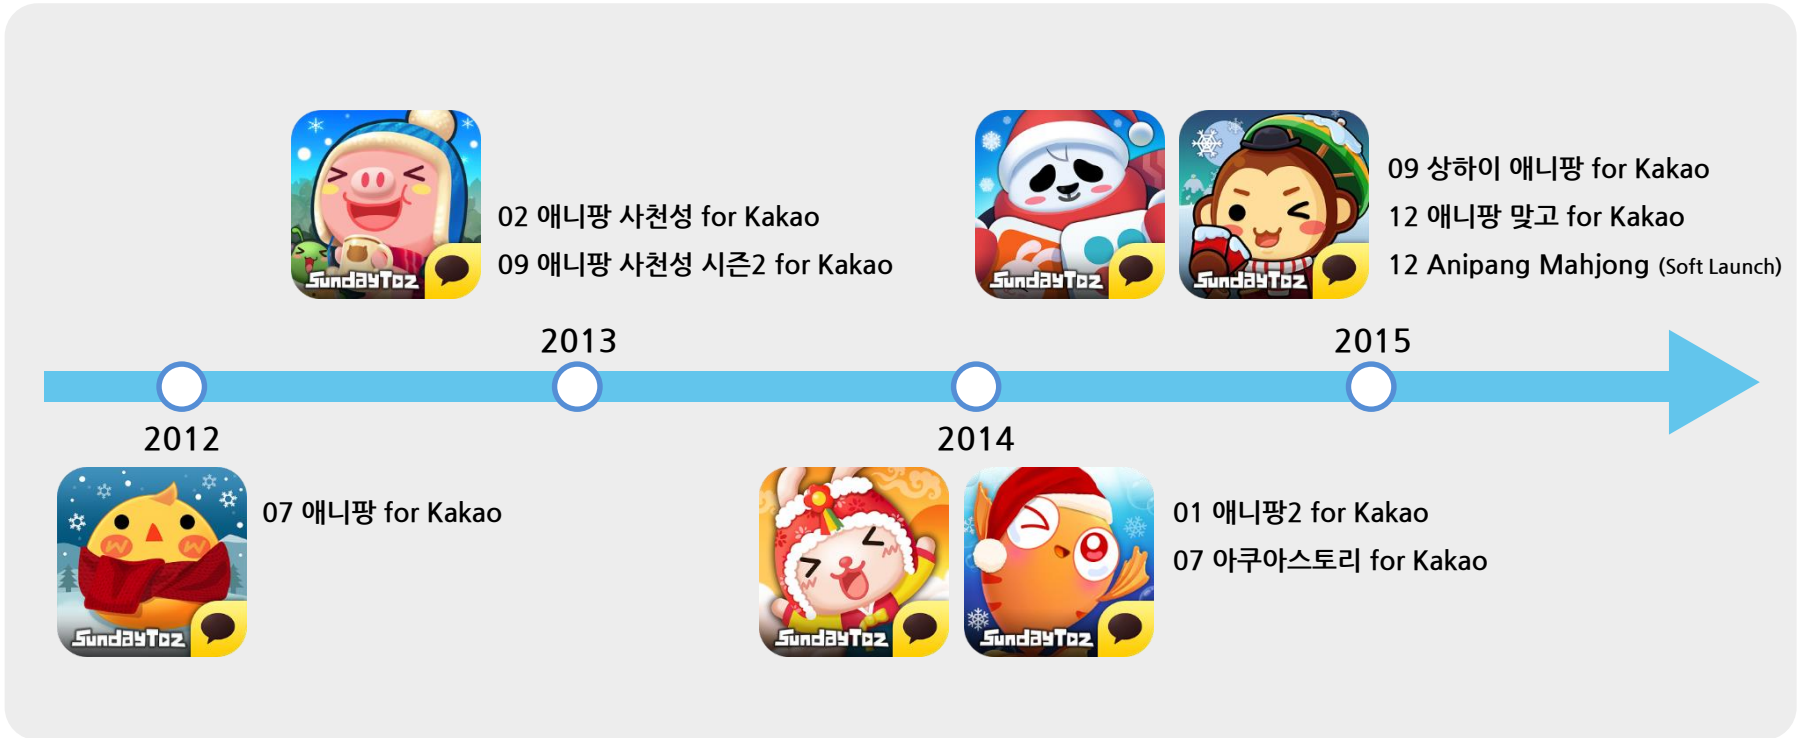 SundayToz
SundayToz
SundayToz
02 애니팡 사천성 for Kakao
09 애니팡 사천성 시즌2 for Kakao
09 상하이 애니팡 for Kakao
12 애니팡 맞고 for Kakao
12 Anipang Mahjong (Soft Launch)
2013
2015
2012
2014
07 애니팡 for Kakao
SundayToz
01 애니팡2 for Kakao
07 아쿠아스토리 for Kakao
SundayToz
SundayToz